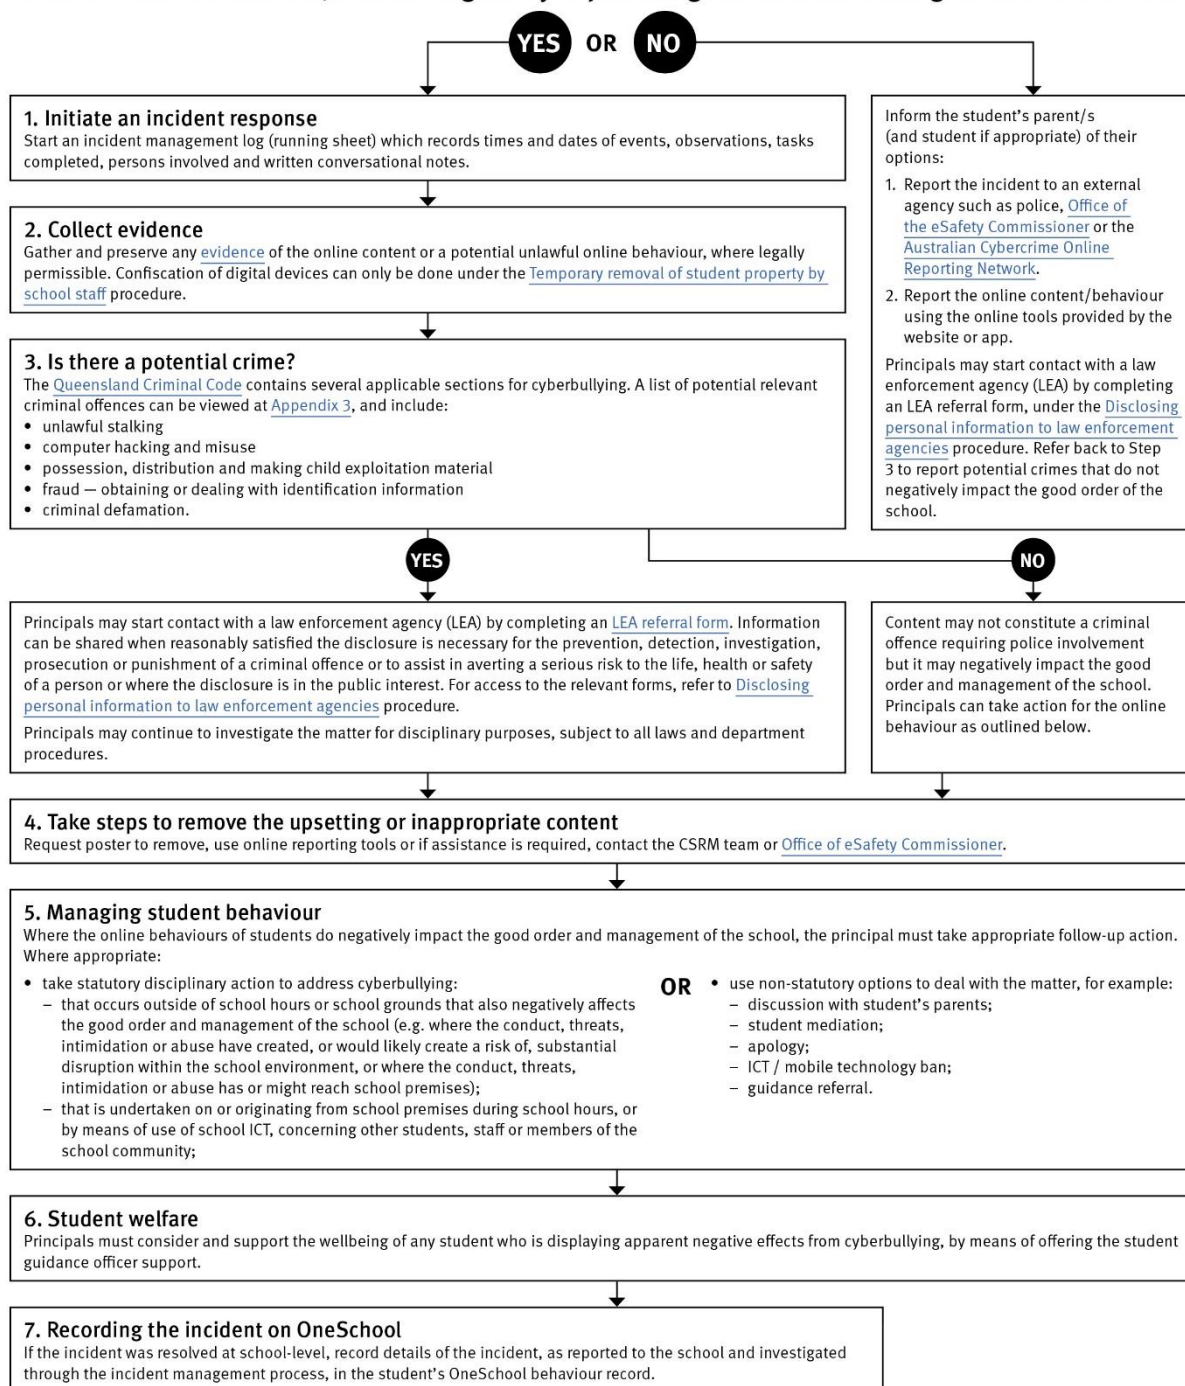 YES OR NO
1. Initiate an incident response
Start an incident management log (running sheet) which records times and dates of events, observations, tasks
completed, persons involved and written conversational notes.
2. Collect evidence
Gather and preserve any evidence of the online content or a potential unlawful online behaviour, where legally
permissible. Confiscation of digital devices can only be done under the Temporary removal of student property by
school staff procedure.
3. Is there a potential crime?
The Queensland Criminal Code contains several applicable sections for cyberbullying. A list of potential relevant
criminal offences can be viewed at Appendix 3, and include:
• unlawful stalking
• computer hacking and misuse
• possession, distribution and making child exploitation material
• fraud — obtaining or dealing with identification information
• criminal defamation.
Inform the student's parent/s
(and student if appropriate) of their
options:
1. Report the incident to an external
agency such as police, Office of
the eSafety Commissioner or the
Australian Cybercrime Online
Reporting Network.
2. Report the online content/behaviour
using the online tools provided by the
website or app.
Principals may start contact with a law
enforcement agency (LEA) by completing
an LEA referral form, under the Disclosing
personal information to law enforcement
agencies procedure. Refer back to Step
3 to report potential crimes that do not
negatively impact the good order of the
school.
YES
NO
Principals may start contact with a law enforcement agency (LEA) by completing an LEA referral form. Information
can be shared when reasonably satisfied the disclosure is necessary for the prevention, detection, investigation,
prosecution or punishment of a criminal offence or to assist in averting a serious risk to the life, health or safety
of a person or where the disclosure is in the public interest. For access to the relevant forms, refer to Disclosing
personal information to law enforcement agencies procedure.
Principals may continue to investigate the matter for disciplinary purposes, subject to all laws and department
procedures.
Content may not constitute a criminal
offence requiring police involvement
but it may negatively impact the good
order and management of the school.
Principals can take action for the online
behaviour as outlined below.
4. Take steps to remove the upsetting or inappropriate content
Request poster to remove, use online reporting tools or if assistance is required, contact the CSRM team or Office of eSafety Commissioner.
5. Managing student behaviour
Where the online behaviours of students do negatively impact the good order and management of the school, the principal must take appropriate follow-up action.
Where appropriate:
• take statutory disciplinary action to address cyberbullying:
– that occurs outside of school hours or school grounds that also negatively affects
the good order and management of the school (e.g. where the conduct, threats,
intimidation or abuse have created, or would likely create a risk of, substantial
disruption within the school environment, or where the conduct, threats,
intimidation or abuse has or might reach school premises);
– that is undertaken on or originating from school premises during school hours, or
by means of use of school ICT, concerning other students, staff or members of the
school community;
OR
• use non-statutory options to deal with the matter, for example:
– discussion with student's parents;
– student mediation;
– apology;
– ICT / mobile technology ban;
– guidance referral.
6. Student welfare
Principals must consider and support the wellbeing of any student who is displaying apparent negative effects from cyberbullying, by means of offering the student
guidance officer support.
7. Recording the incident on OneSchool
If the incident was resolved at school-level, record details of the incident, as reported to the school and investigated
through the incident management process, in the student's OneSchool behaviour record.